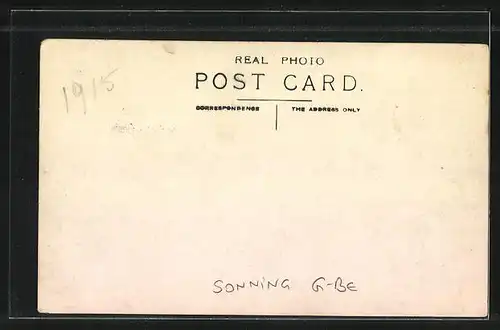 REAL PHOTO
POST CARD.
1915
CORRESPONDENCE THE ADDRESS ONLY
SONNING G-BE